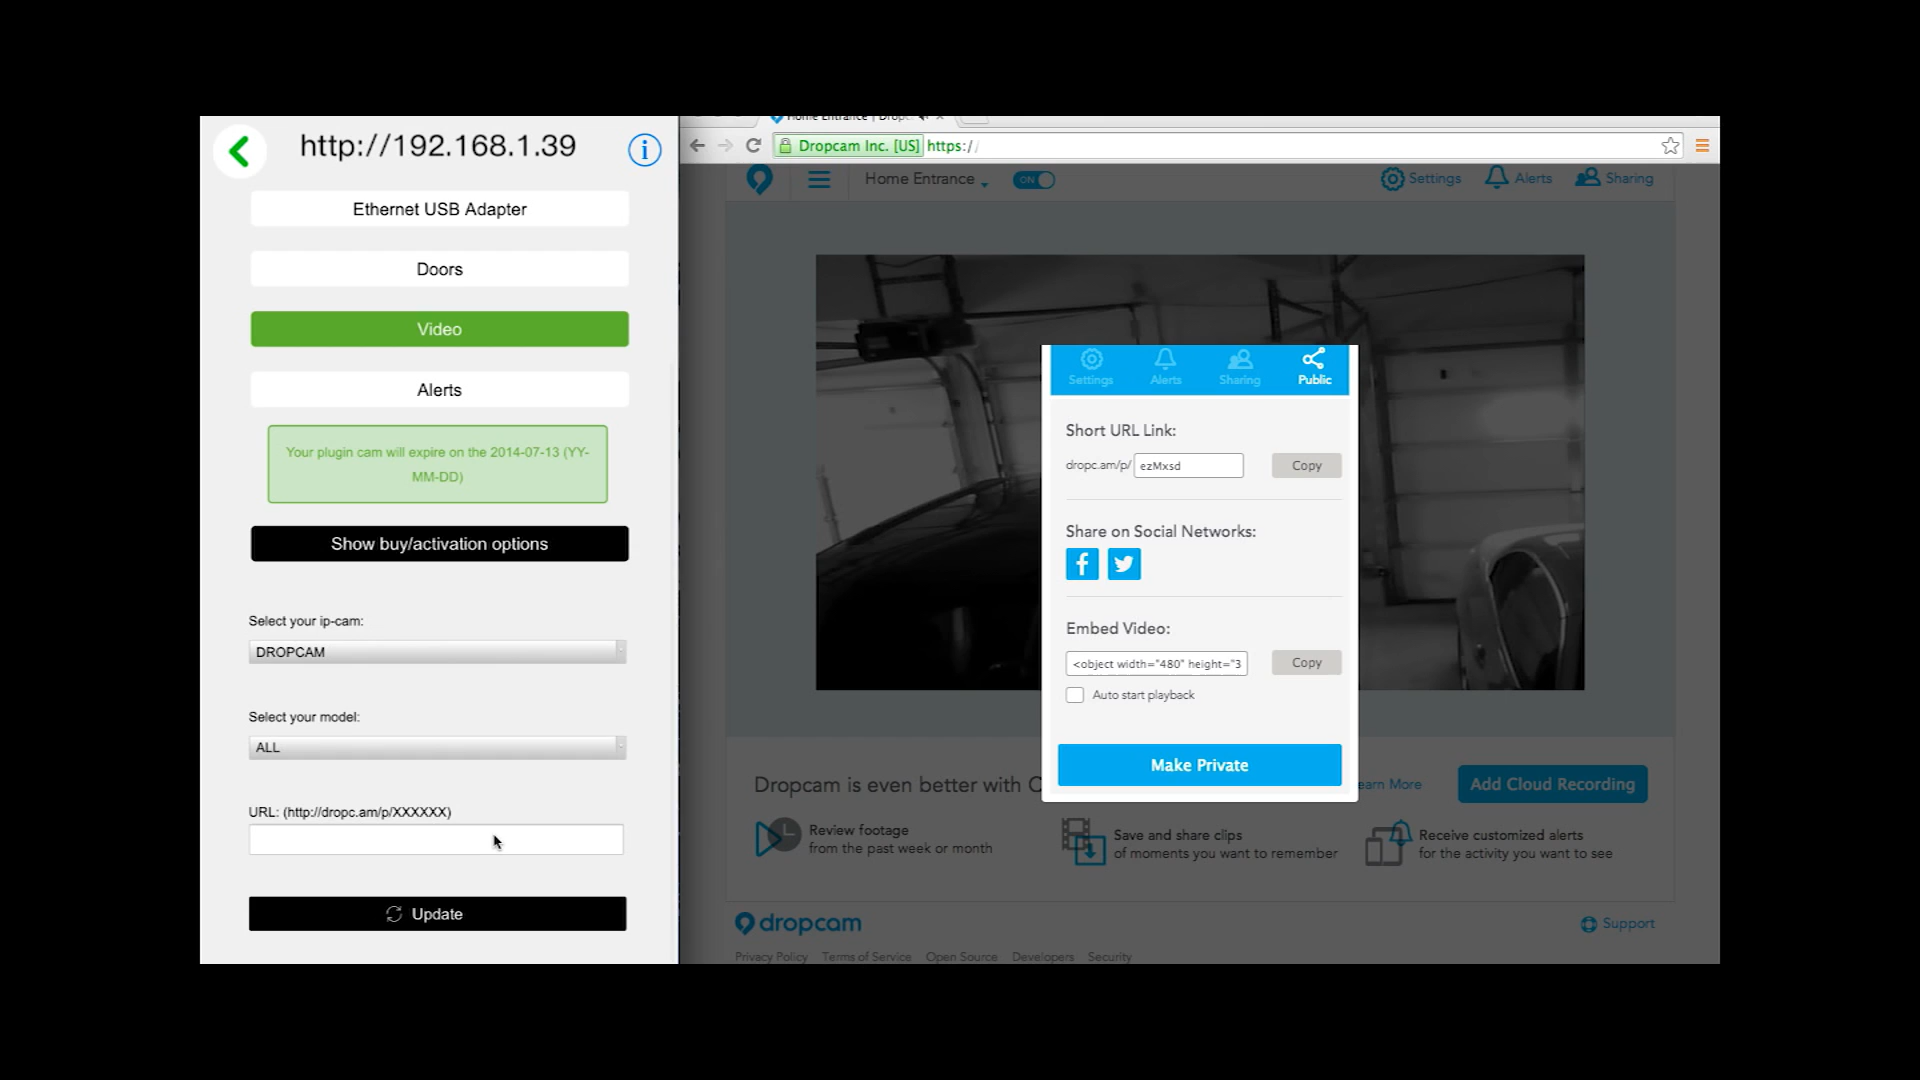 http://192.168.1.39
Ethernet USB Adapter
Doors
Video
Alerts
Your plugin cam will expire on the 2014-07-13 (YY-
MM-DD)
Show buy/activation options
Select your ip-cam:
DROPCAM
Select your model:
ALL
URL: (http://dropc.am/p/XXXXXX)
Update
Home Entrance | Dropc
Dropcam Inc. [US] https://
Home Entrance
ON
Settings
Alerts
Sharing
Settings
Alerts
Sharing
Public
Short URL Link:
dropc.am/p/ ezMxsd
Copy
Share on Social Networks:
Embed Video:
<object width="480" height="3
Copy
Auto start playback
Make Private
Dropcam is even better with C
earn More
Add Cloud Recording
Review footage
from the past week or month
Save and share clips
of moments you want to remember
Receive customized alerts
for the activity you want to see
dropcam
Support
Privacy Policy Terms of Service Open Source Developers Security